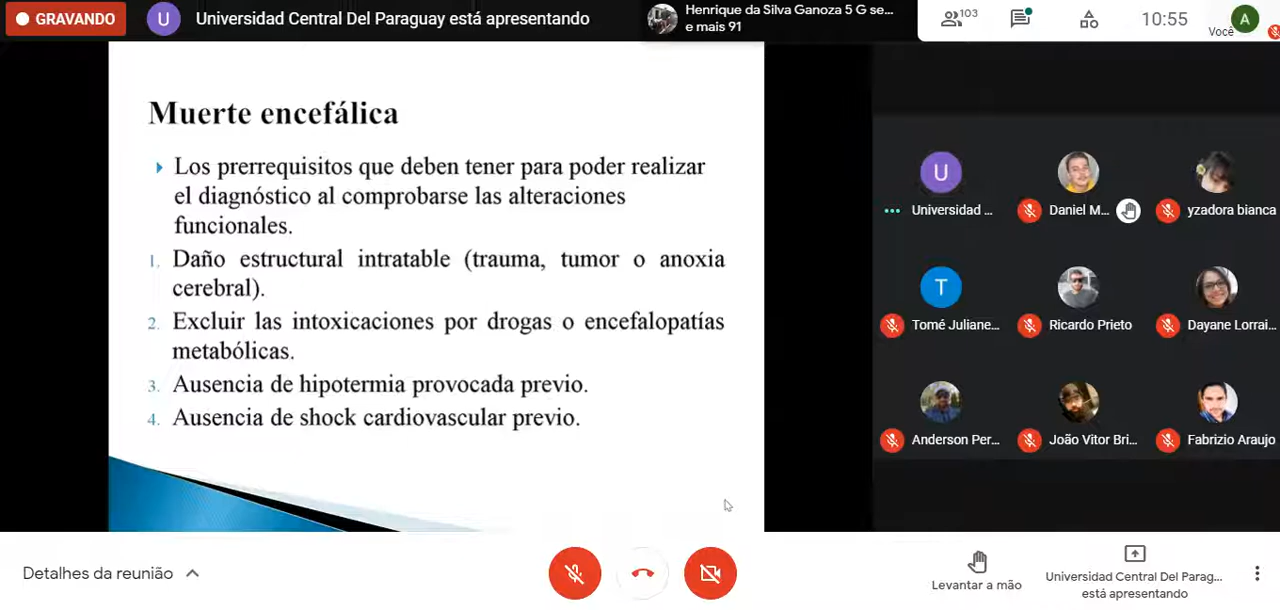 GRAVANDO
U
Universidad Central Del Paraguay está apresentando
Henrique da Silva Ganoza 5 G se...
e mais 91
103
10:55
Você
A
Muerte encefálica
Los prerrequisitos que deben tener para poder realizar
el diagnóstico al comprobarse las alteraciones
funcionales.
1. Daño estructural intratable (trauma, tumor o anoxia
cerebral).
2. Excluir las intoxicaciones por drogas o encefalopatías
metabólicas.
3. Ausencia de hipotermia provocada previo.
4. Ausencia de shock cardiovascular previo.
U
Universidad ...
Daniel M...
yzadora bianca
T
Tomé Juliane...
Ricardo Prieto
Dayane Lorrai...
Anderson Per...
João Vitor Bri...
Fabrizio Araujo
Detalhes da reunião
Levantar a mão
Universidad Central Del Parag...
está apresentando